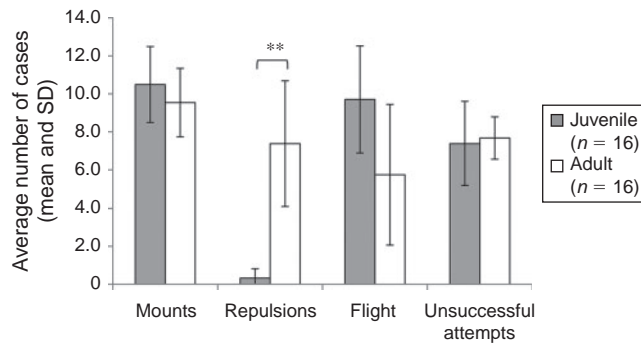 Average number of cases
(mean and SD)
14.0
12.0
10.0
8.0
6.0
4.0
2.0
0
**
Mounts
Repulsions
Flight
Unsuccessful
attempts
Juvenile
(n = 16)
Adult
(n = 16)